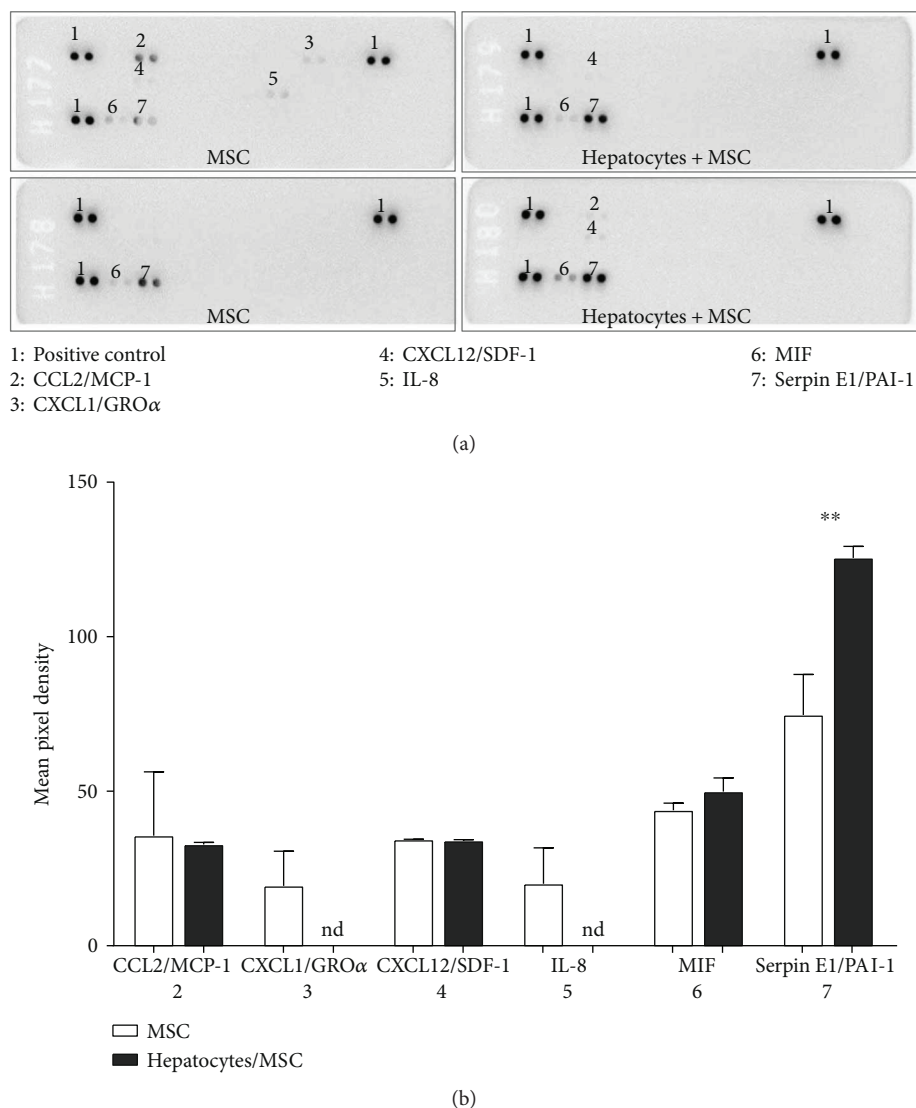 1
2
3
1
4
5
1
6
7
H177
MSC
1
1
4
1
6
7
H179
Hepatocytes + MSC
1
1
1
6
7
H178
MSC
1
2
1
4
1
6
7
H180
Hepatocytes + MSC
1: Positive control
2: CCL2/MCP-1
3: CXCL1/GROα
4: CXCL12/SDF-1
5: IL-8
6: MIF
7: Serpin E1/PAI-1
(a)
150
100
50
0
Mean pixel density
nd
nd
**
CCL2/MCP-1 CXCL1/GROα CXCL12/SDF-1 IL-8 MIF Serpin E1/PAI-1
2 3 4 5 6 7
MSC
Hepatocytes/MSC
(b)